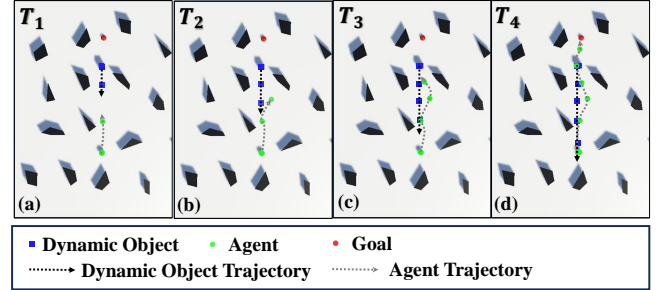 T1 T2 T3 T4
(a) (b) (c) (d)
Dynamic Object Agent Goal
Dynamic Object Trajectory Agent Trajectory